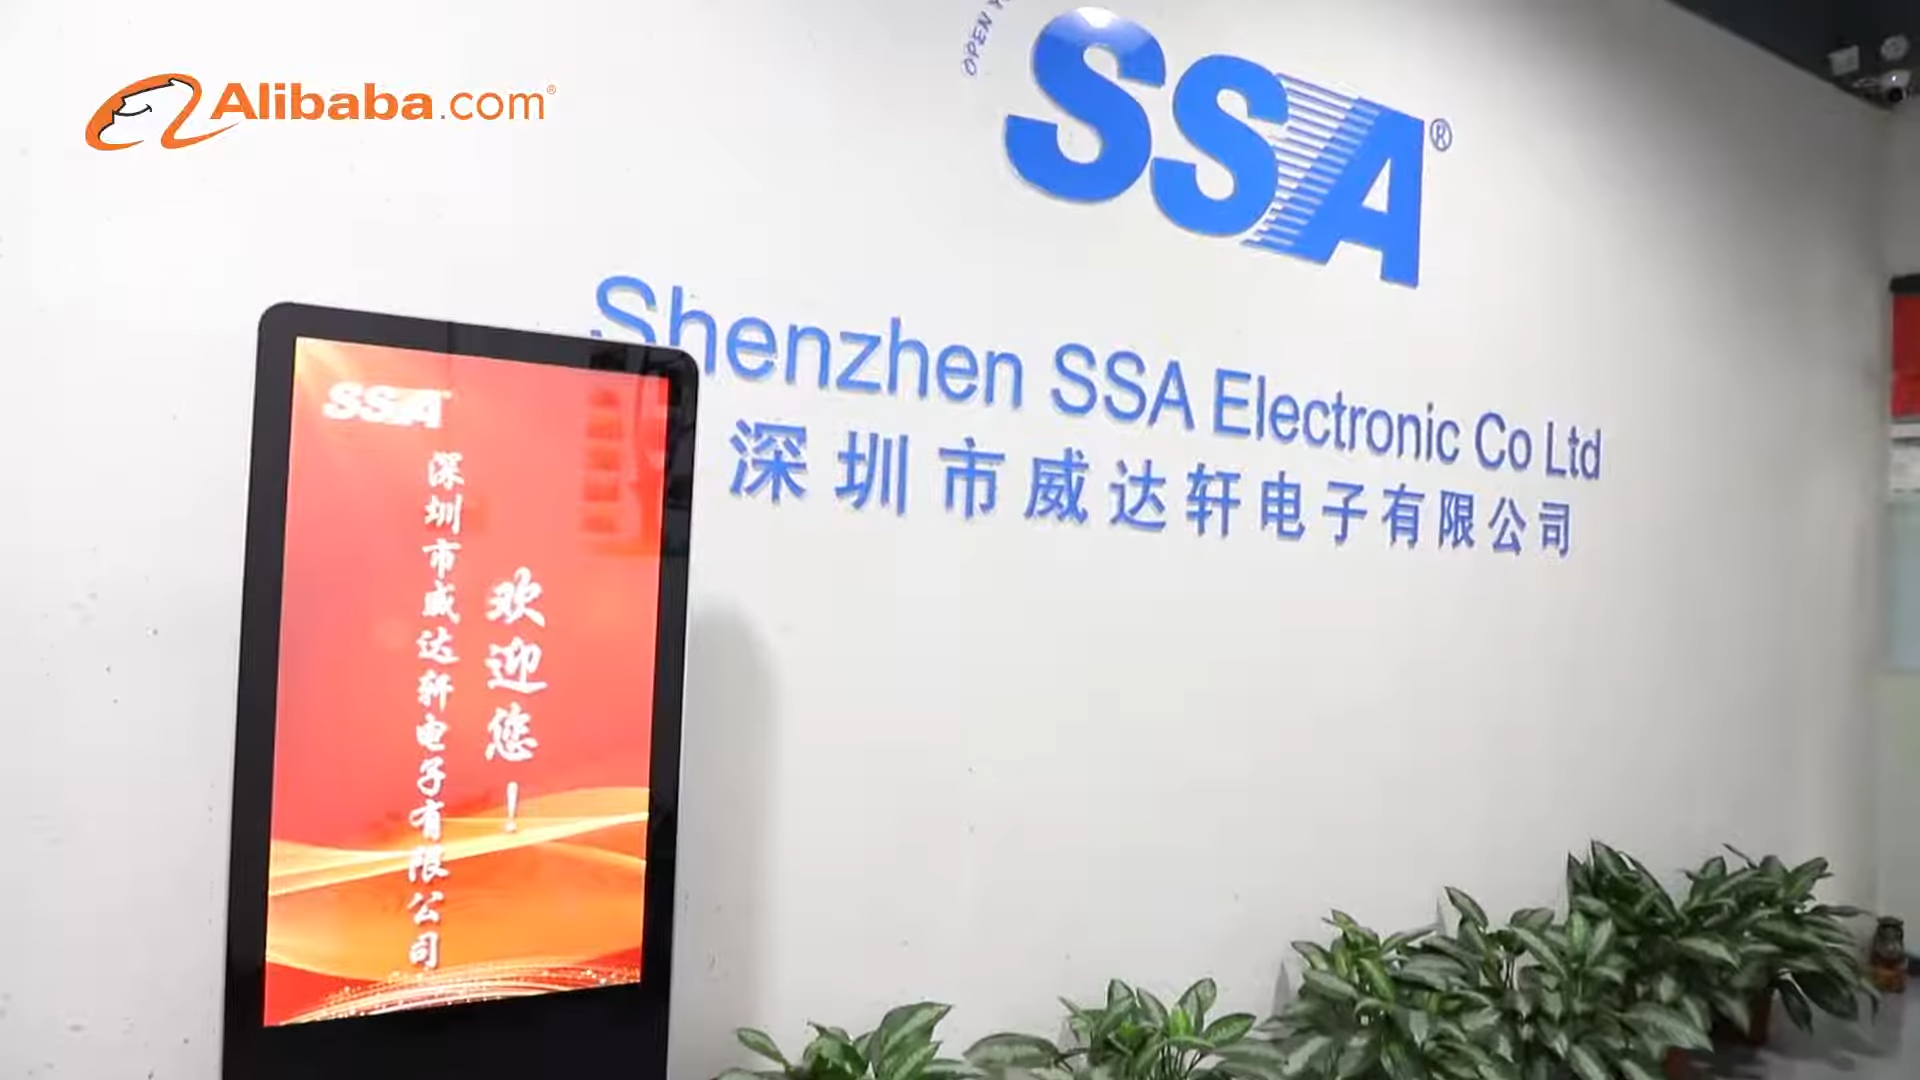 Alibaba.com®
OPEN
SSA®
Shenzhen SSA Electronic Co Ltd
深圳市威达轩电子有限公司
SSA
欢迎您！
深圳市威达轩电子有限公司